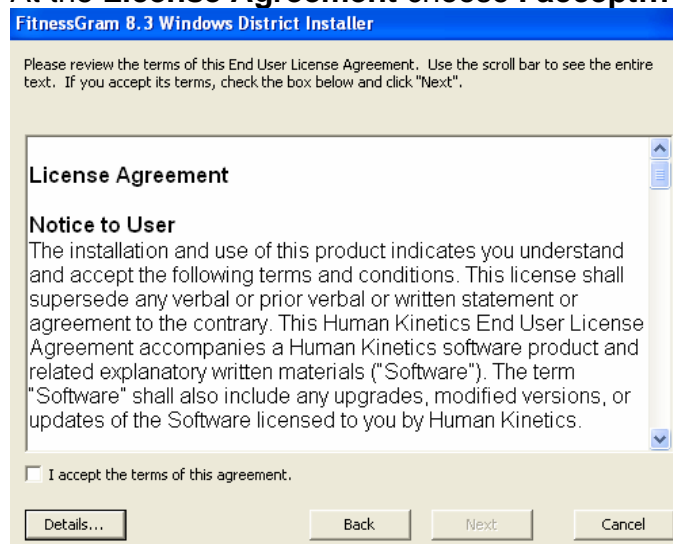 FitnessGram 8.3 Windows District Installer
Please review the terms of this End User License Agreement. Use the scroll bar to see the entire
text. If you accept its terms, check the box below and click "Next".
License Agreement
Notice to User
The installation and use of this product indicates you understand
and accept the following terms and conditions. This license shall
supersede any verbal or prior verbal or written statement or
agreement to the contrary. This Human Kinetics End User License
Agreement accompanies a Human Kinetics software product and
related explanatory written materials ("Software"). The term
"Software" shall also include any upgrades, modified versions, or
updates of the Software licensed to you by Human Kinetics.
I accept the terms of this agreement.
Details... Back Next Cancel